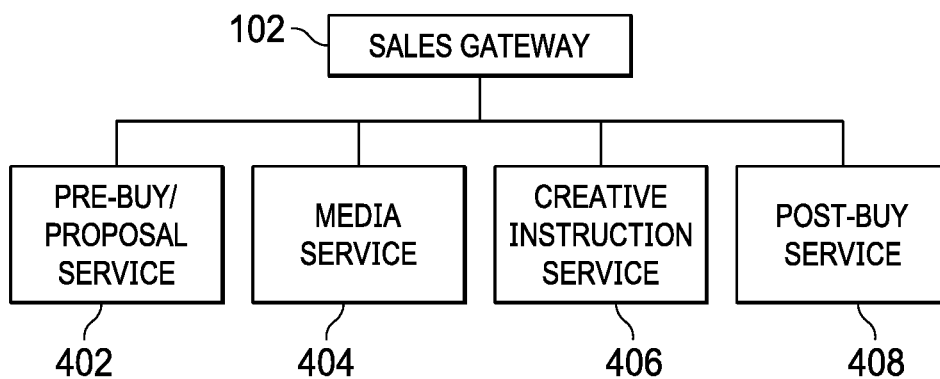 102
SALES GATEWAY
PRE-BUY/
PROPOSAL
SERVICE
MEDIA
SERVICE
CREATIVE
INSTRUCTION
SERVICE
POST-BUY
SERVICE
402
404
406
408